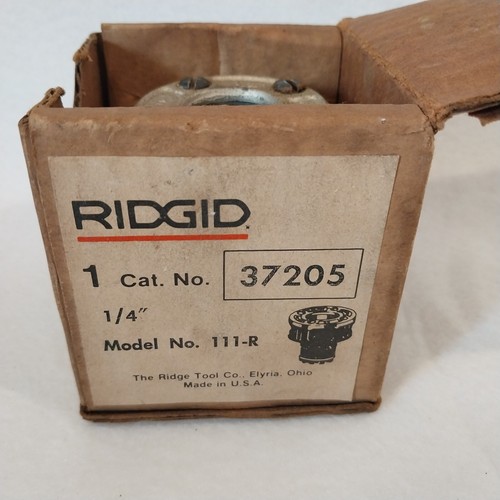 RIDGID
1 Cat. No. 37205
1/4"
Model No. 111-R
The Ridge Tool Co., Elyria, Ohio
Made in U.S.A.